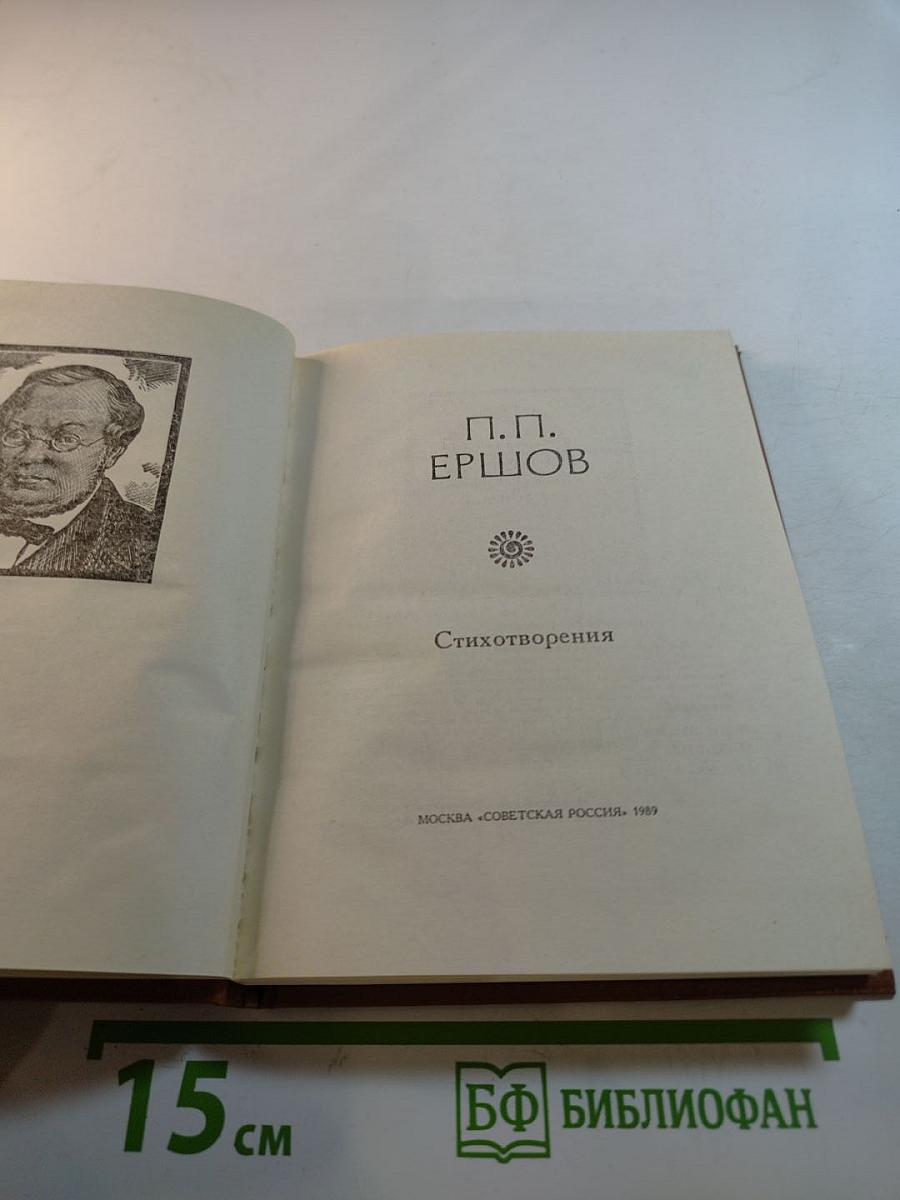 П. П.
ЕРШОВ
Стихотворения
МОСКВА «СОВЕТСКАЯ РОССИЯ» 1989
15 см
БФ БИБЛИОФАН